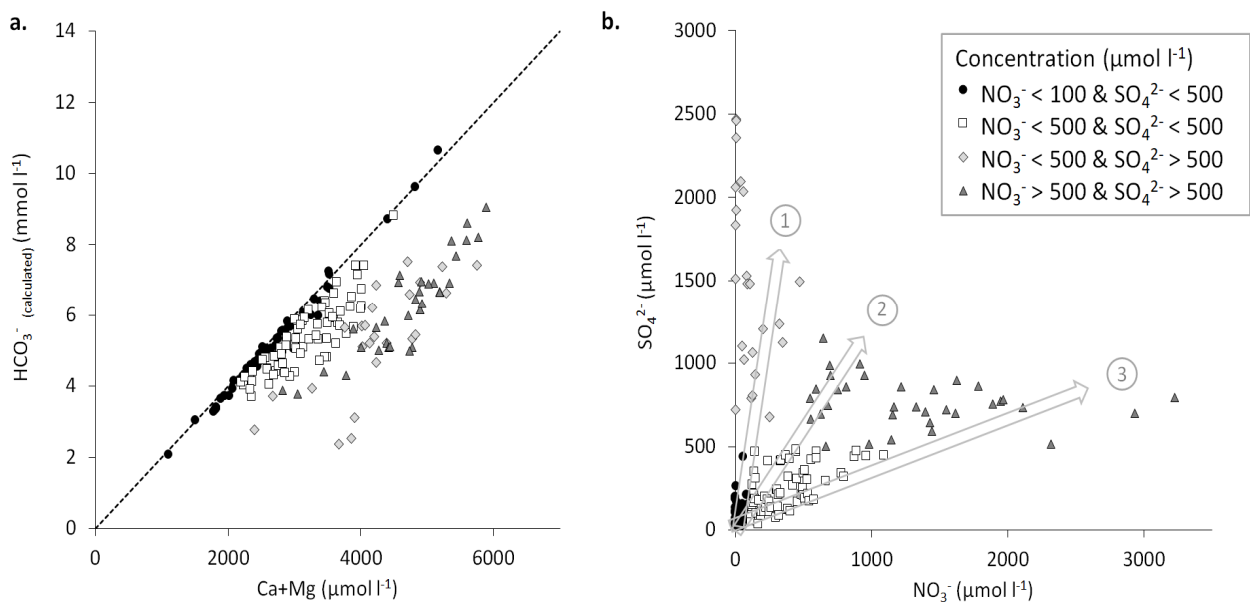 a.
14
12
10
8
6
4
2
0
0
2000
4000
6000
HCO₃⁻ (calculated) (mmol l⁻¹)
Ca+Mg (µmol l⁻¹)
b.
3000
2500
2000
1500
1000
500
0
0
1000
2000
3000
SO₄²⁻ (µmol l⁻¹)
NO₃⁻ (µmol l⁻¹)
Concentration (µmol l⁻¹)
NO₃⁻ < 100 & SO₄²⁻ < 500
NO₃⁻ < 500 & SO₄²⁻ < 500
NO₃⁻ < 500 & SO₄²⁻ > 500
NO₃⁻ > 500 & SO₄²⁻ > 500
1
2
3